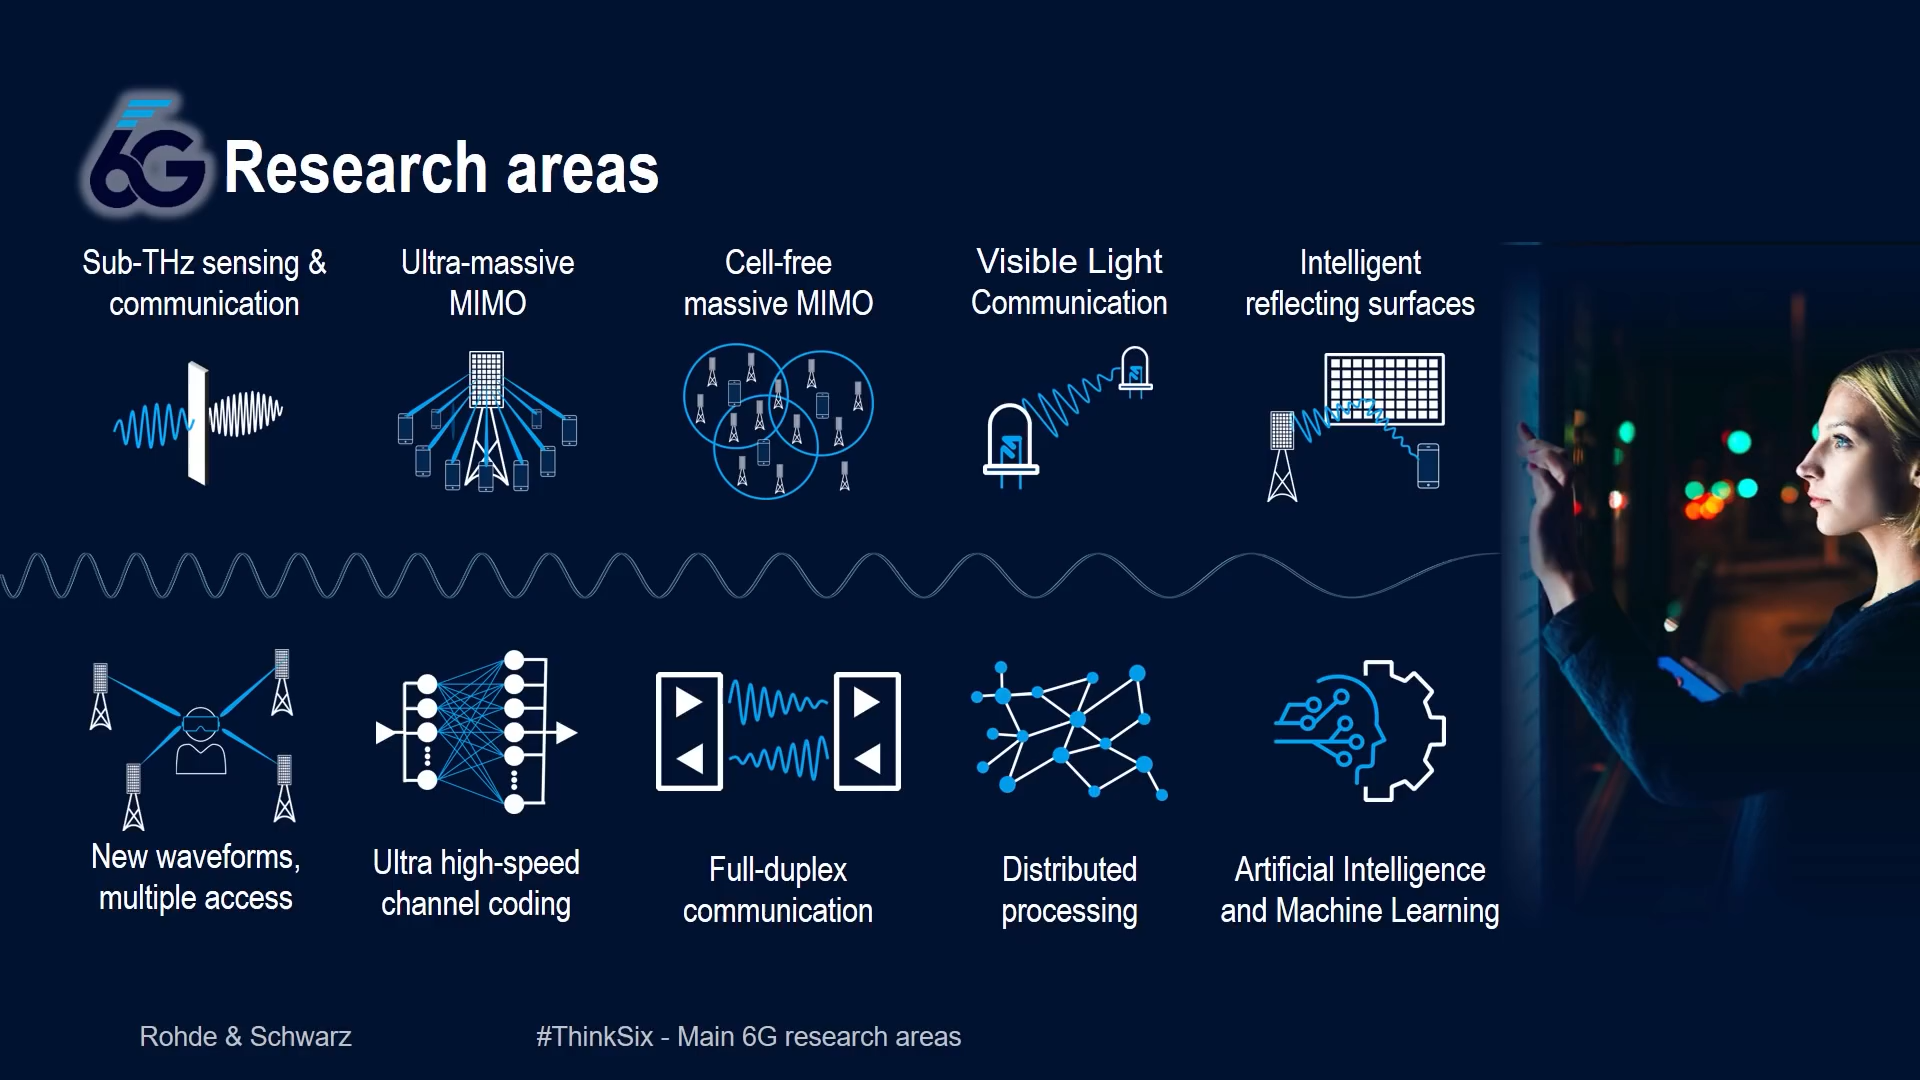 6G Research areas
Sub-THz sensing &
communication
Ultra-massive
MIMO
Cell-free
massive MIMO
Visible Light
Communication
Intelligent
reflecting surfaces
New waveforms,
multiple access
Ultra high-speed
channel coding
Full-duplex
communication
Distributed
processing
Artificial Intelligence
and Machine Learning
Rohde & Schwarz
#ThinkSix - Main 6G research areas